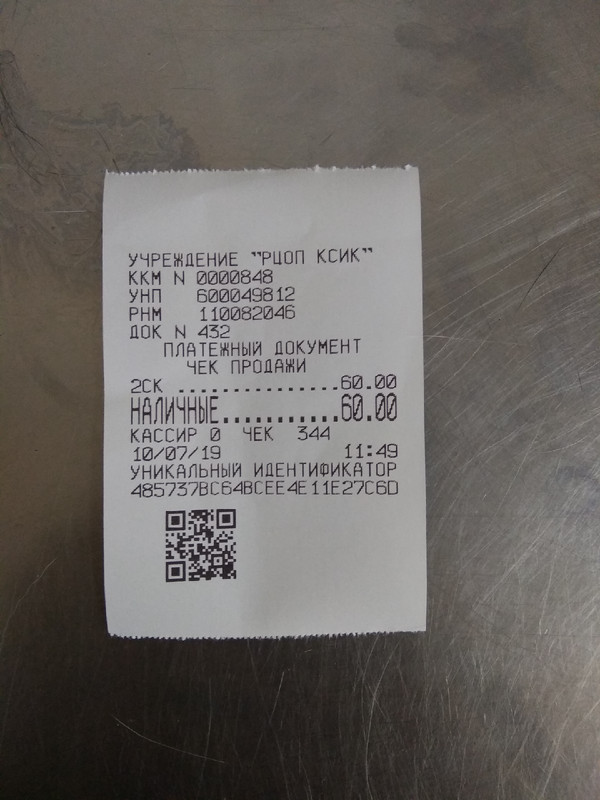 УЧРЕЖДЕНИЕ "РЦОП КСИК"
ККМ N 0000848
УНП 600049812
РНМ 110082046
ДОК N 432
ПЛАТЕЖНЫЙ ДОКУМЕНТ
ЧЕК ПРОДАЖИ
2СК ...............60.00
НАЛИЧНЫЕ...........60.00
КАССИР 0 ЧЕК 344
10/07/19 11:49
УНИКАЛЬНЫЙ ИДЕНТИФИКАТОР
485737BC64BCEE4E11E27C6D